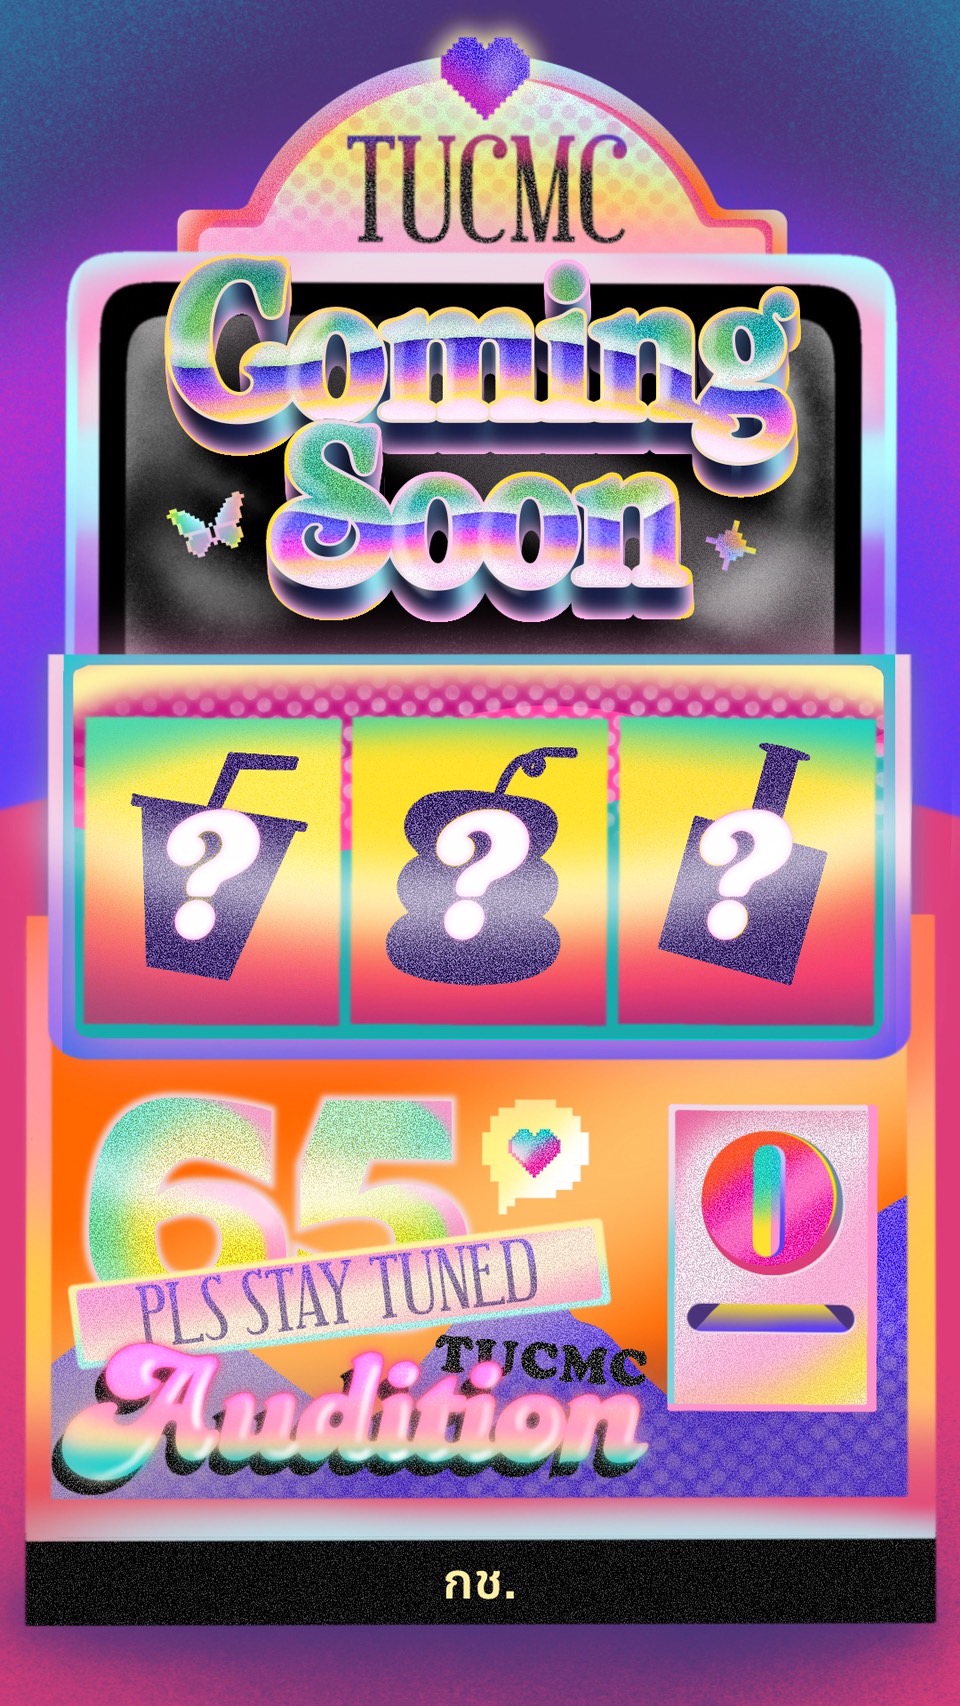 TUCMC
Coming
Soon
? ? ?
65
PLS STAY TUNED
TUCMC
Audition
กช.